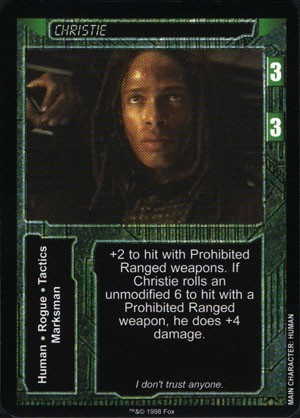 CHRISTIE
3
3
Human • Rogue • Tactics
Marksman
+2 to hit with Prohibited
Ranged weapons. If
Christie rolls an
unmodified 6 to hit with a
Prohibited Ranged
weapon, he does +4
damage.
I don't trust anyone.
MAIN CHARACTER: HUMAN
™&© 1998 Fox